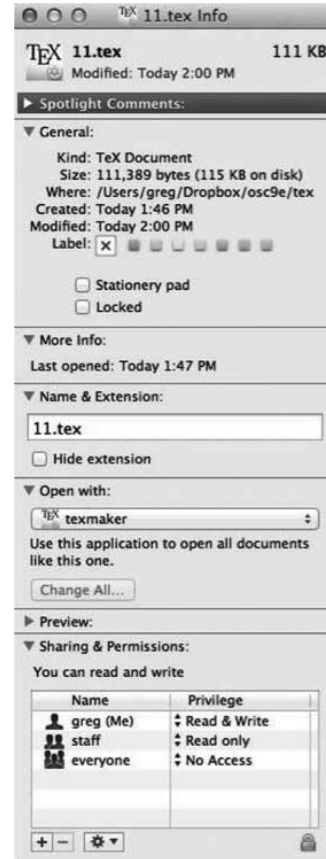 TEX 11.tex Info
TEX 11.tex 111 KB
Modified: Today 2:00 PM
Spotlight Comments:
General:
Kind: TeX Document
Size: 111,389 bytes (115 KB on disk)
Where: /Users/greg/Dropbox/osc9e/tex
Created: Today 1:46 PM
Modified: Today 2:00 PM
Label:
Stationery pad
Locked
More Info:
Last opened: Today 1:47 PM
Name & Extension:
11.tex
Hide extension
Open with:
TEX texmaker
Use this application to open all documents
like this one.
Change All...
Preview:
Sharing & Permissions:
You can read and write
Name Privilege
greg (Me) Read & Write
staff Read only
everyone No Access